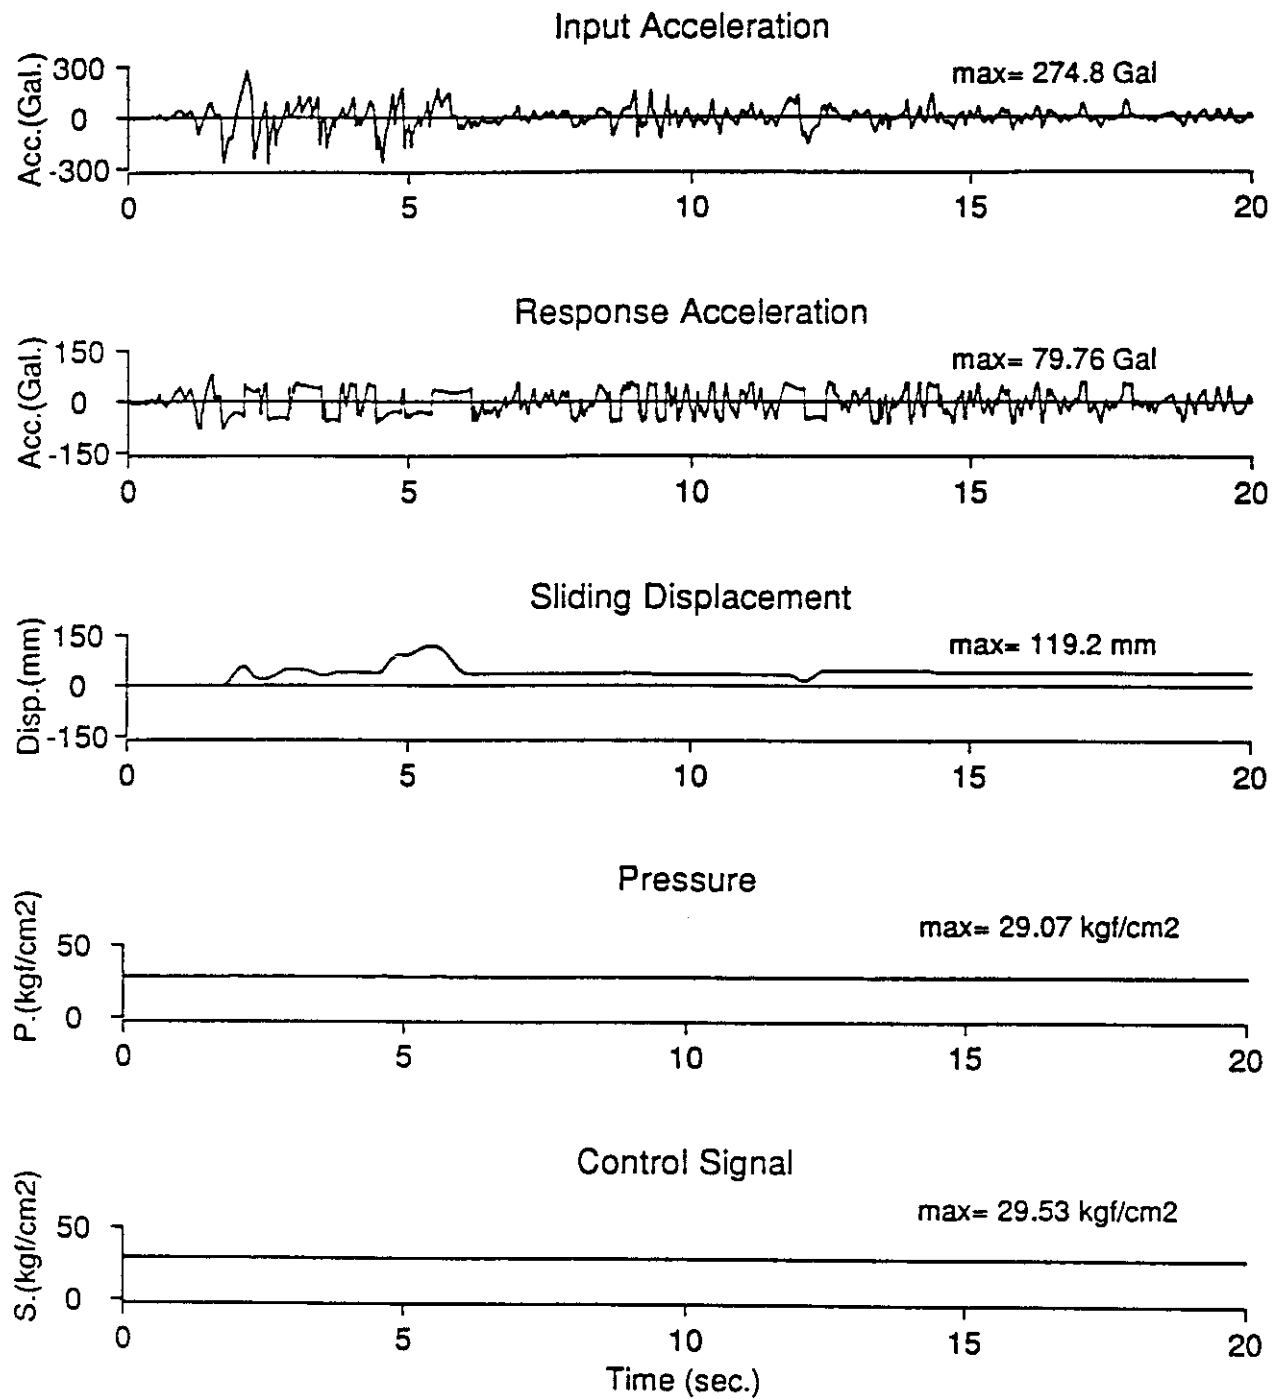 Input Acceleration
max= 274.8 Gal
Acc.(Gal.)
300
0
-300
0 5 10 15 20
Response Acceleration
max= 79.76 Gal
Acc.(Gal.)
150
0
-150
0 5 10 15 20
Sliding Displacement
max= 119.2 mm
Disp.(mm)
150
0
-150
0 5 10 15 20
Pressure
max= 29.07 kgf/cm2
P.(kgf/cm2)
50
0
0 5 10 15 20
Control Signal
max= 29.53 kgf/cm2
S.(kgf/cm2)
50
0
0 5 10 15 20
Time (sec.)